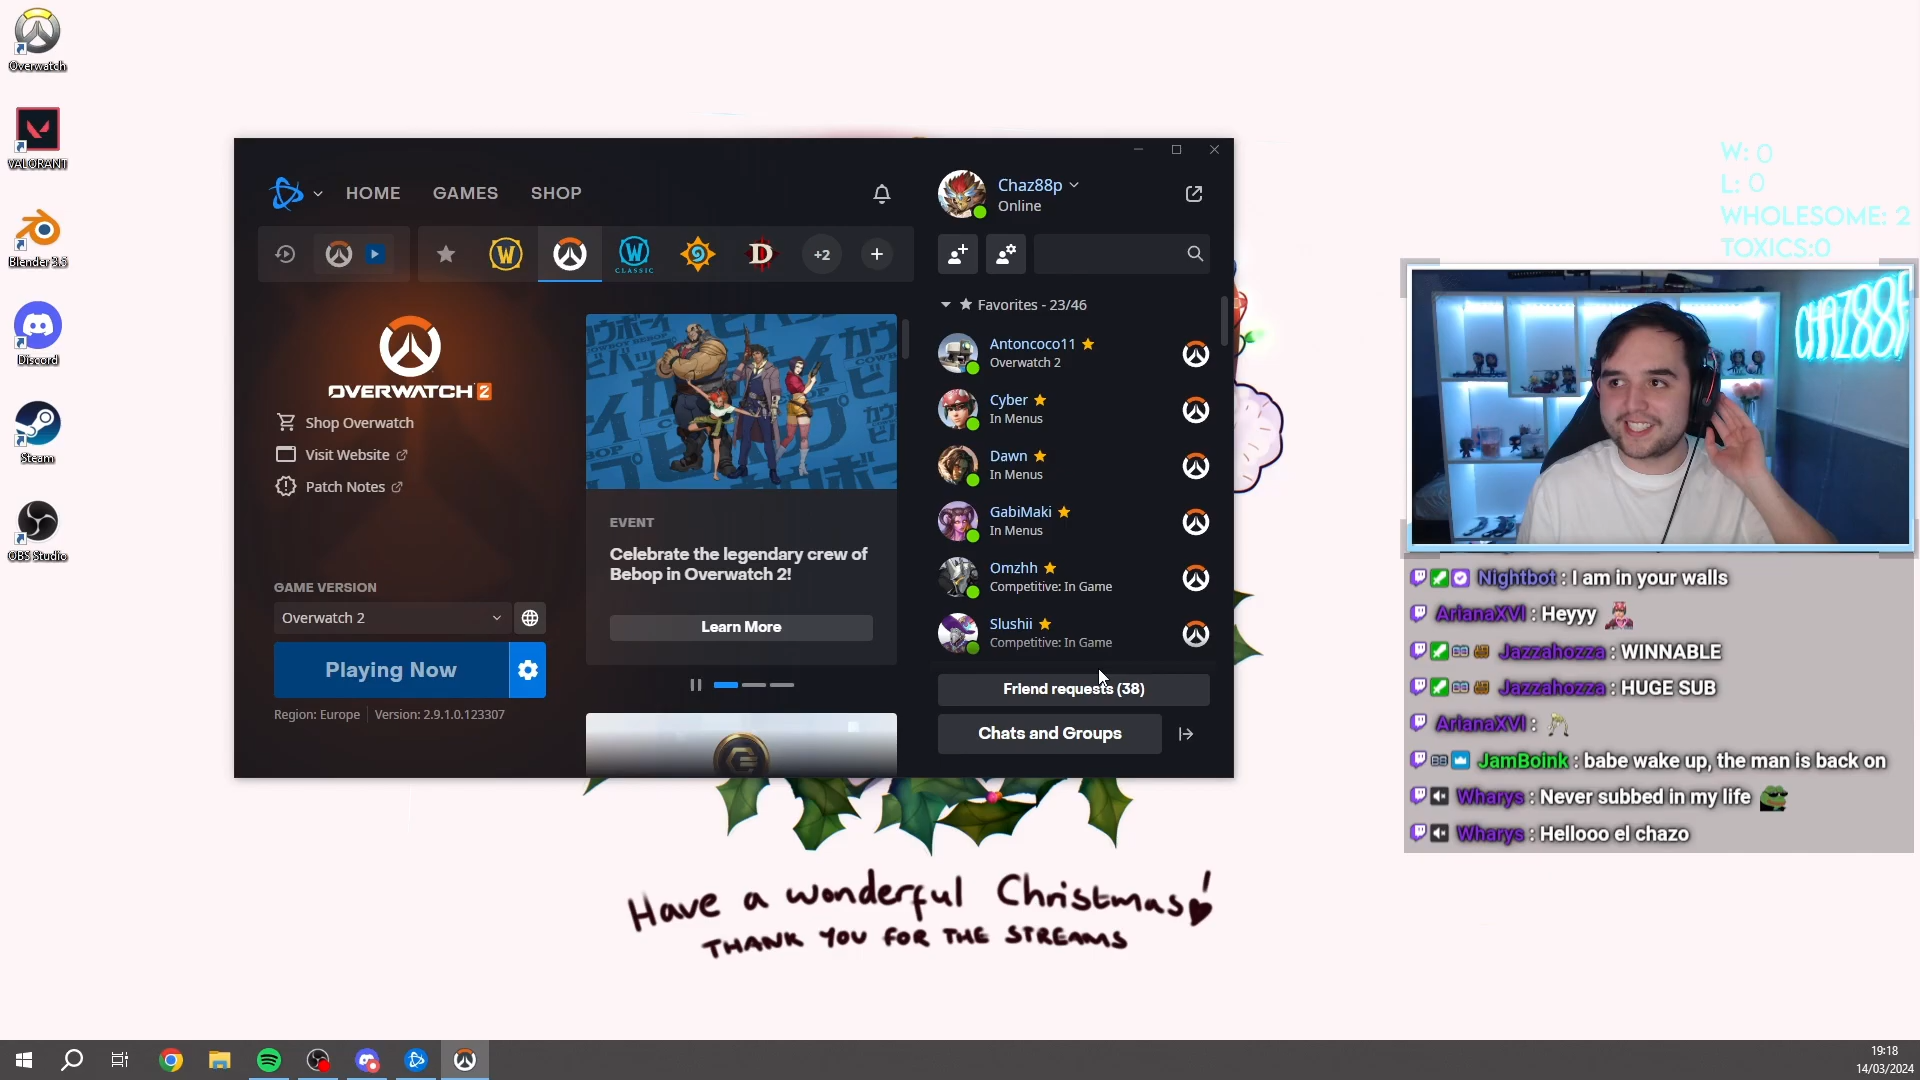 Overwatch
VALORANT
Blender 3.5
Discord
Steam
OBS Studio
HOME GAMES SHOP
W
W
CLASSIC
D
+2
OVERWATCH 2
Shop Overwatch
Visit Website
Patch Notes
GAME VERSION
Overwatch 2
Playing Now
Region: Europe
Version: 2.9.1.0.123307
EVENT
Celebrate the legendary crew of
Bebop in Overwatch 2!
Learn More
Chaz88p
Online
Favorites - 23/46
Antoncoco11
Overwatch 2
Cyber
In Menus
Dawn
In Menus
GabiMaki
In Menus
Omzhh
Competitive: In Game
Slushii
Competitive: In Game
Friend requests (38)
Chats and Groups
W: 0
L: 0
WHOLESOME: 2
TOXICS:0
CHAZ88P
Nightbot : I am in your walls
ArianaXVI : Heyyy
Jazzahozza : WINNABLE
Jazzahozza : HUGE SUB
ArianaXVI :
JamBoink : babe wake up, the man is back on
Wharys : Never subbed in my life
Wharys : Hellooo el chazo
Have a wonderful Christmas!
THANK YOU FOR THE STREAMS
19:18
14/03/2024